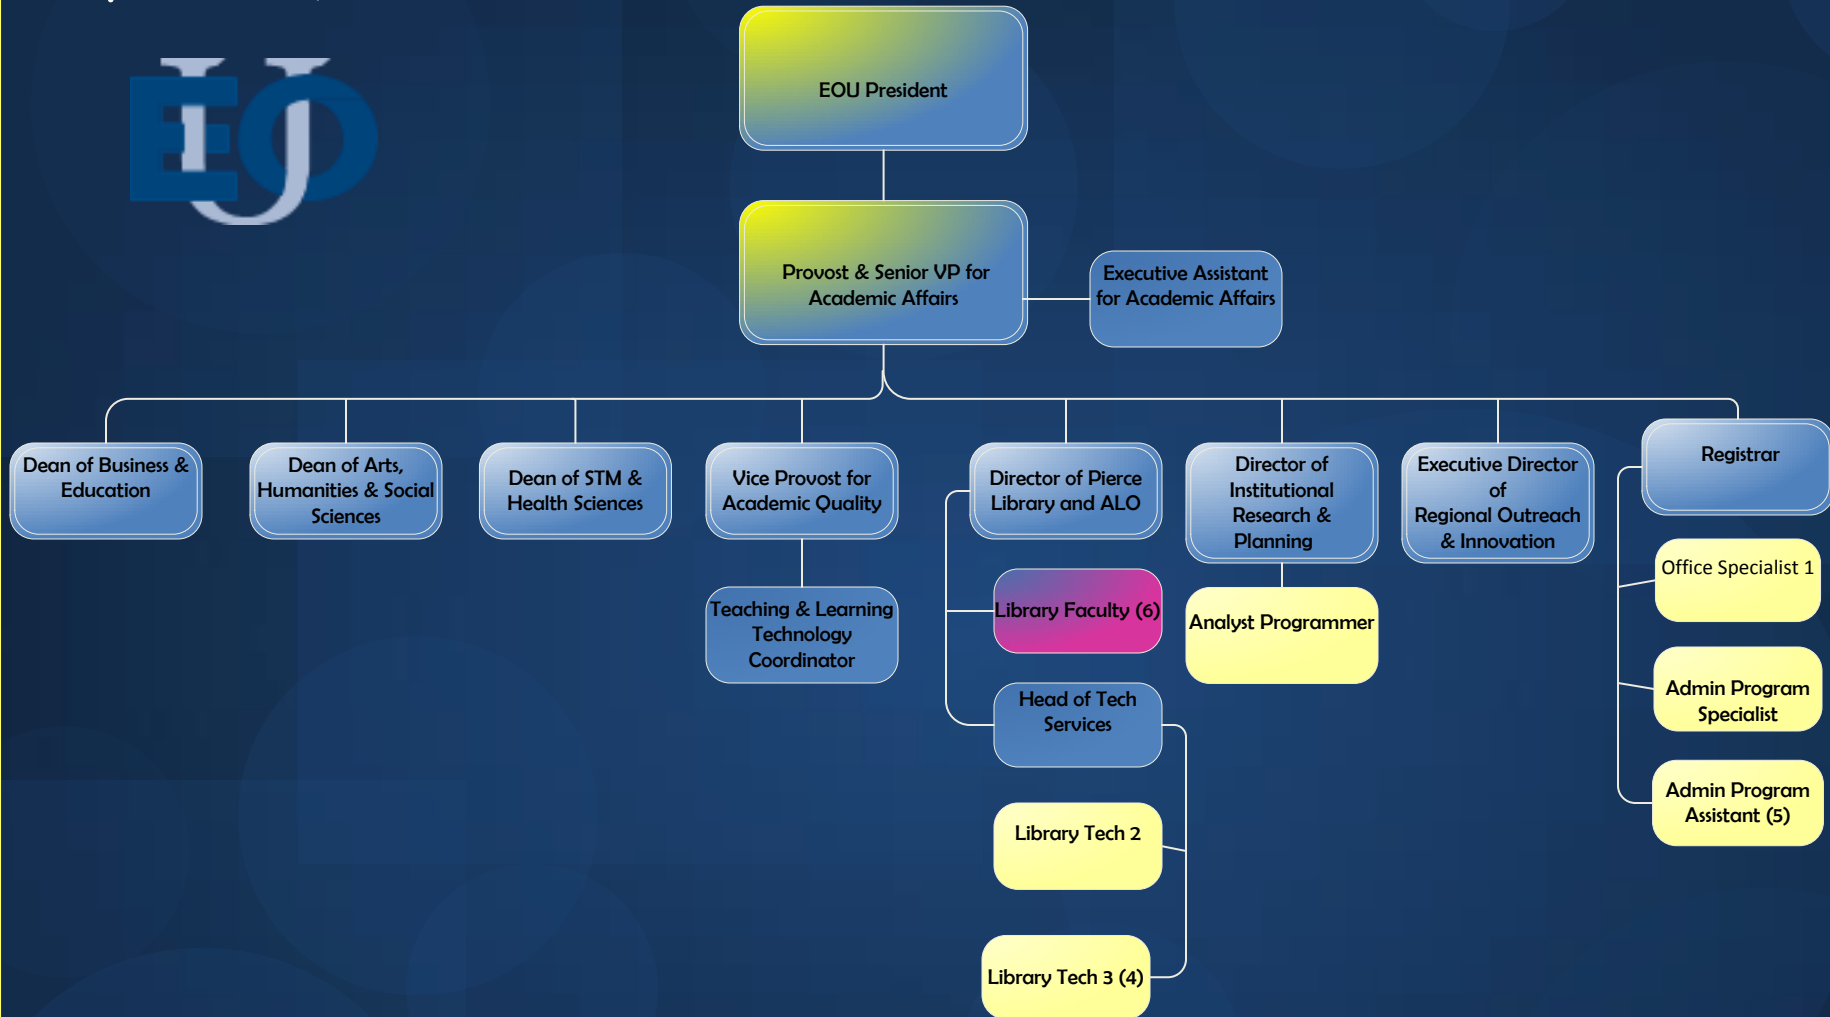 EOU
EOU President
Provost & Senior VP for
Academic Affairs
Executive Assistant
for Academic Affairs
Dean of Business &
Education
Dean of Arts,
Humanities & Social
Sciences
Dean of STM &
Health Sciences
Vice Provost for
Academic Quality
Director of Pierce
Library and ALO
Director of
Institutional
Research &
Planning
Executive Director
of
Regional Outreach
& Innovation
Registrar
Teaching & Learning
Technology
Coordinator
Library Faculty (6)
Head of Tech
Services
Library Tech 2
Library Tech 3 (4)
Analyst Programmer
Office Specialist 1
Admin Program
Specialist
Admin Program
Assistant (5)